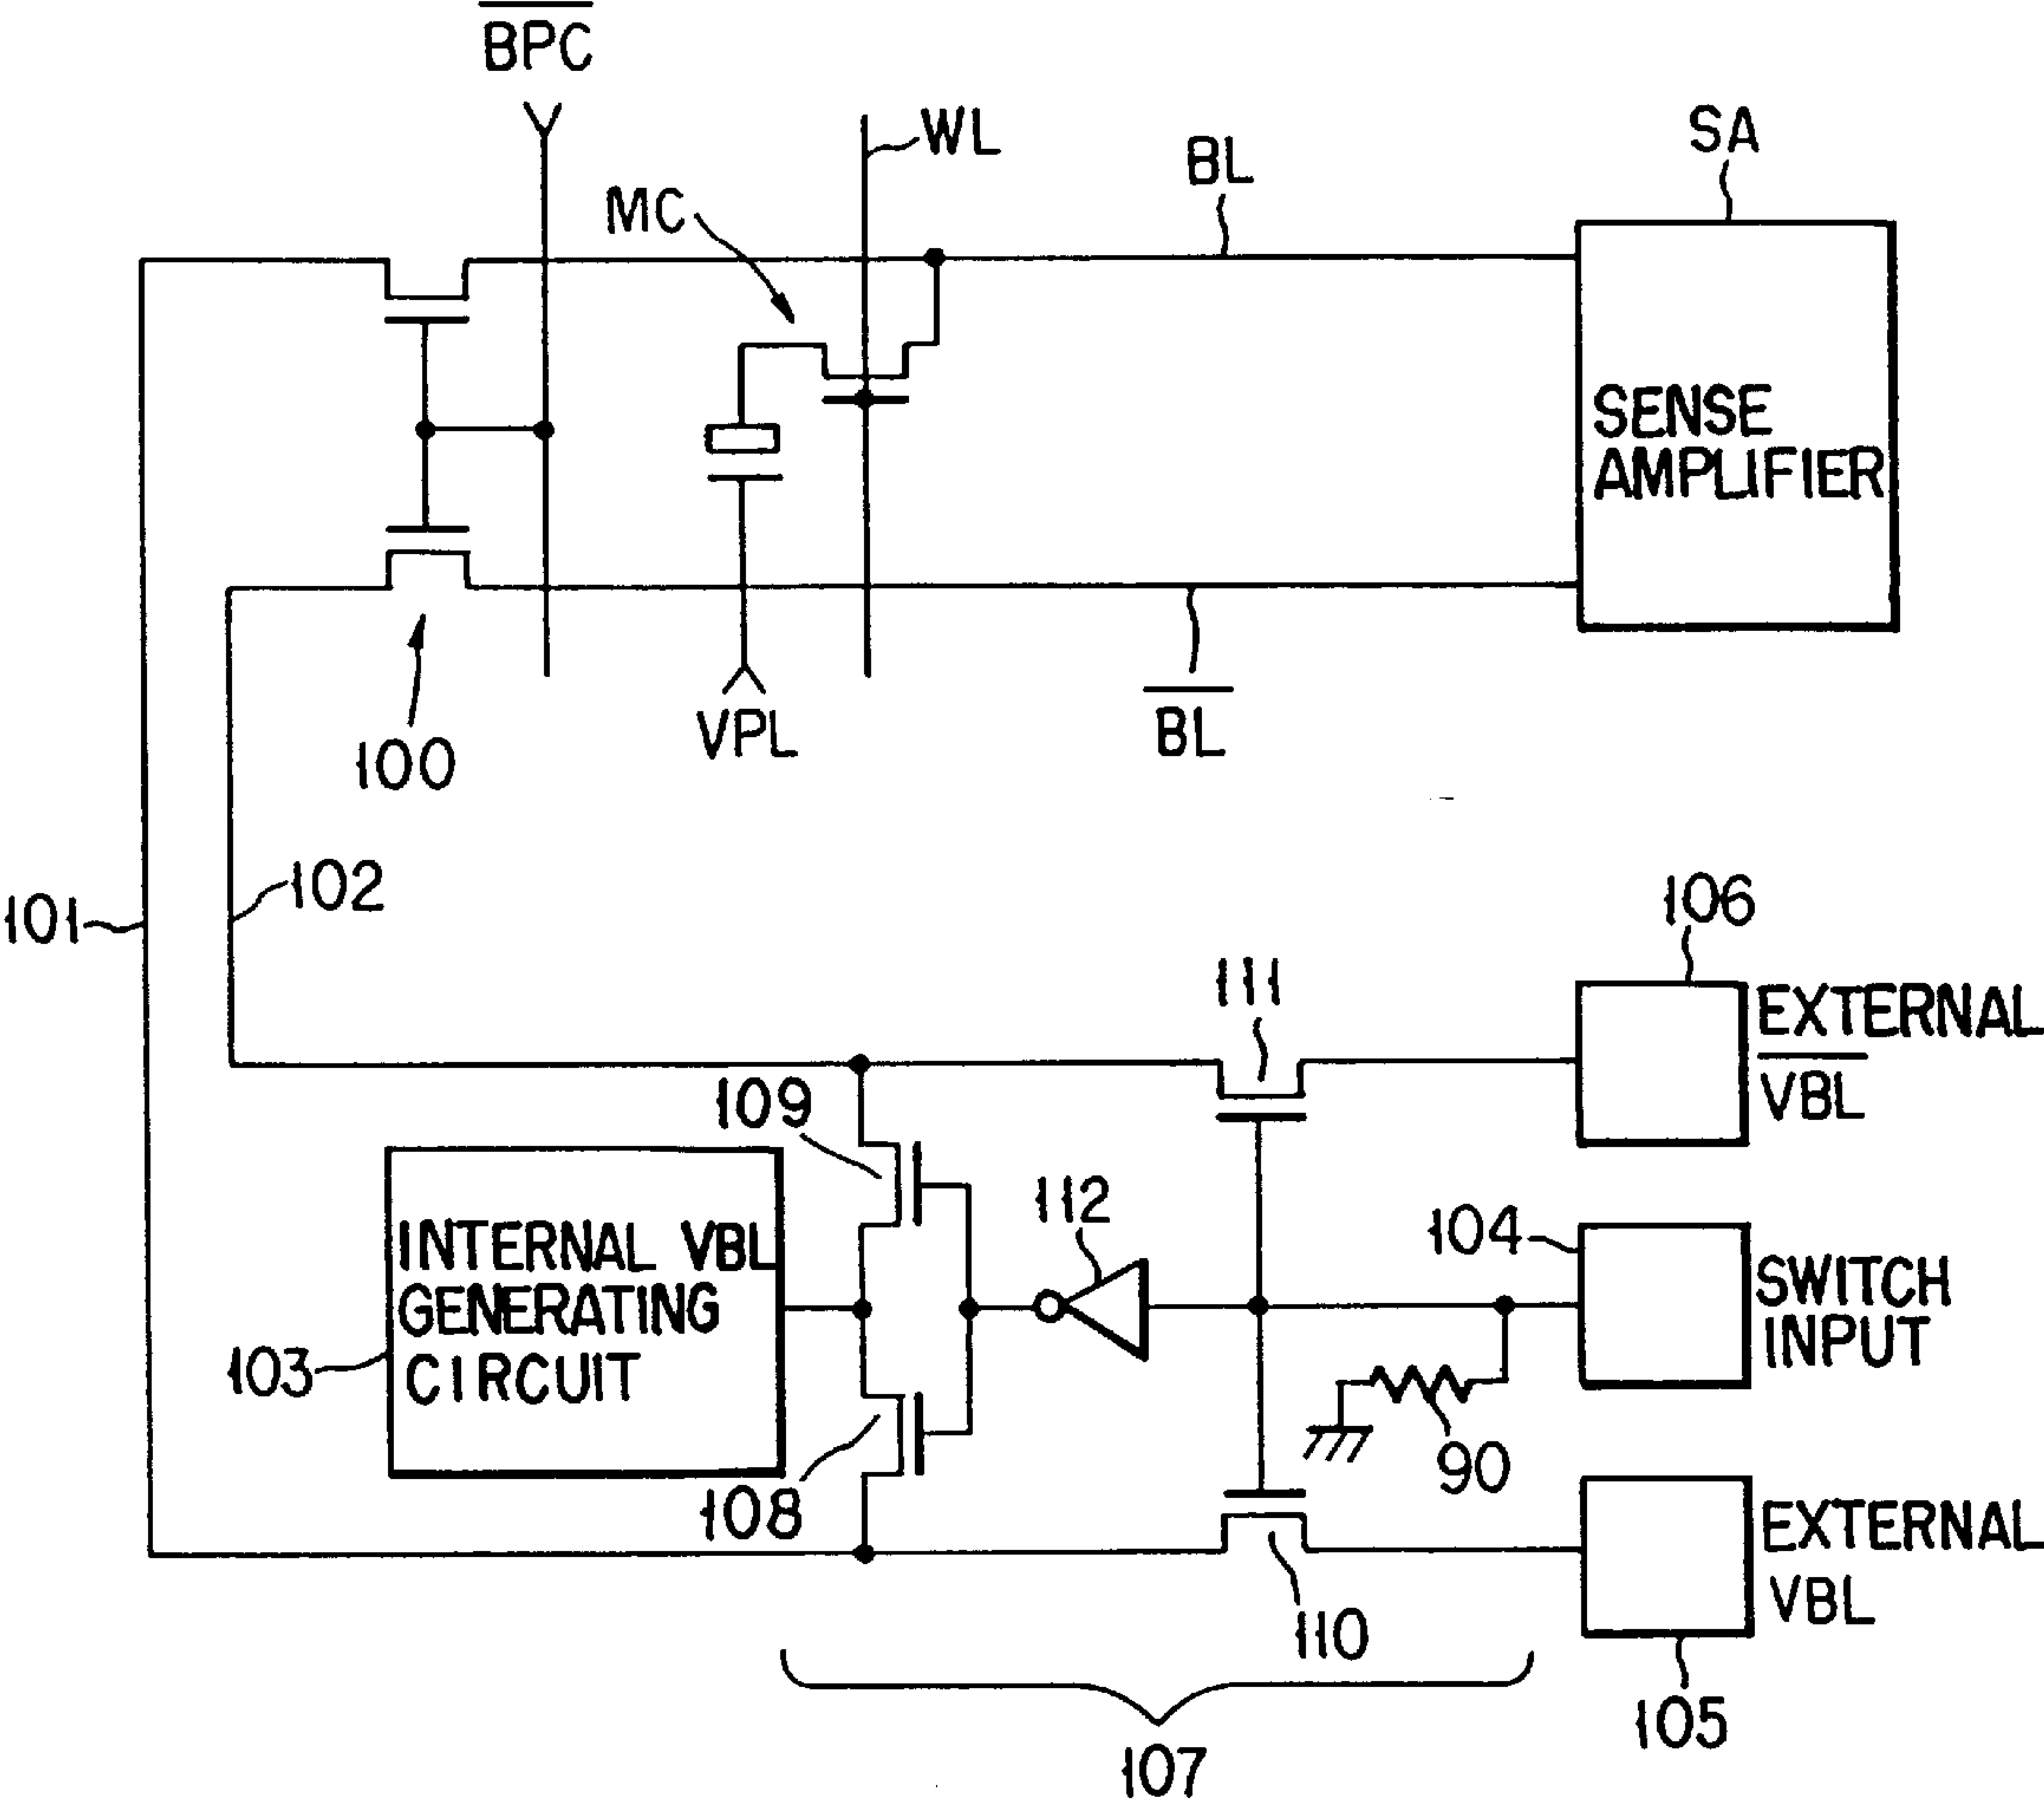 BPC
WL
BL
SA
MC
SENSE
AMPLIFIER
100
VPL
BL
102
101
106
111
EXTERNAL
VBL
109
112
104
INTERNAL VBL
GENERATING
CIRCUIT
SWITCH
INPUT
103
90
108
EXTERNAL
VBL
110
105
107